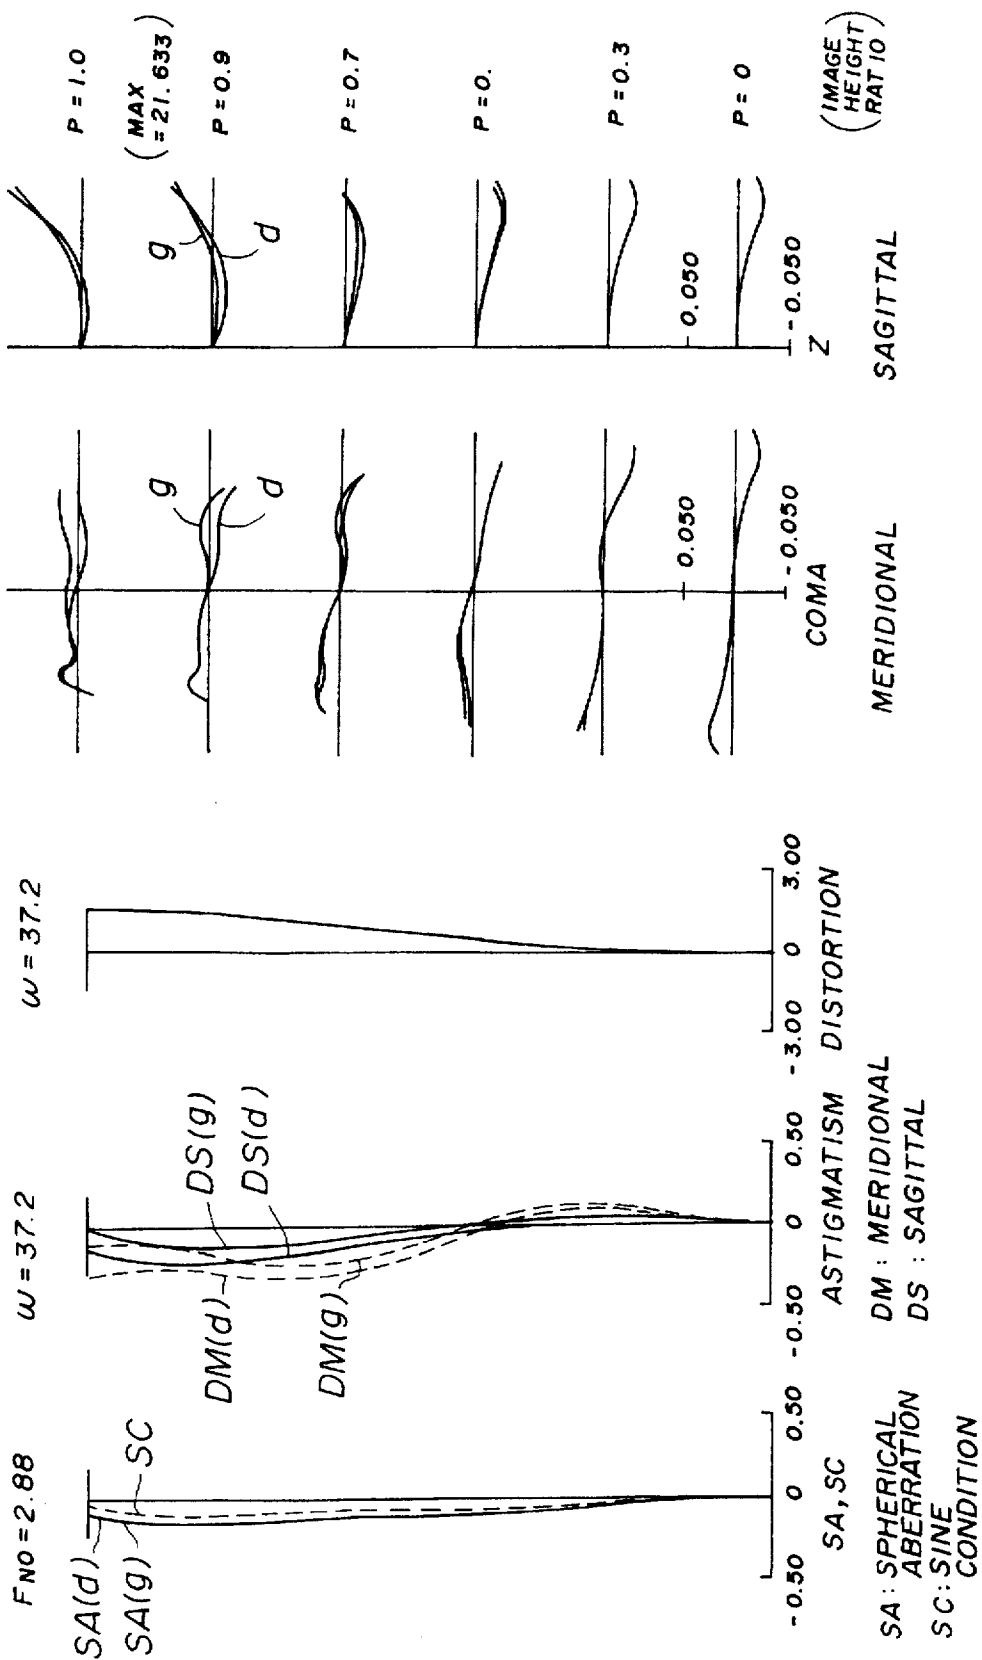 FNO=2.88
SA(d)
SA(g)
SC
-0.50
0
0.50
SA, SC
SA : SPHERICAL
ABERRATION
SC : SINE
CONDITION
ω = 37.2
DS(g)
DS(d)
DM(d)
DM(g)
-0.50
0
0.50
ASTIGMATISM
DM : MERIDIONAL
DS : SAGITTAL
ω = 37.2
-3.00
0
3.00
DISTORTION
g
d
0.050
-0.050
COMA
MERIDIONAL
g
d
0.050
-0.050
Z
SAGITTAL
P = 1.0
(MAX
=21.633)
P = 0.9
P = 0.7
P = 0.
P = 0.3
P = 0
(IMAGE
HEIGHT
RATIO)